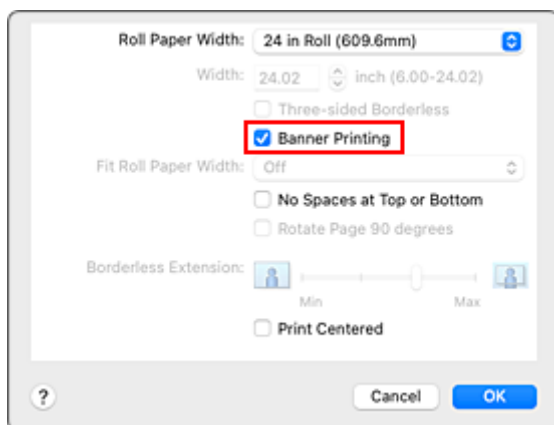 Roll Paper Width: 24 in Roll (609.6mm)
Width: 24.02 inch (6.00-24.02)
Three-sided Borderless
Banner Printing
Fit Roll Paper Width: Off
No Spaces at Top or Bottom
Rotate Page 90 degrees
Borderless Extension:
Min Max
Print Centered
? Cancel OK